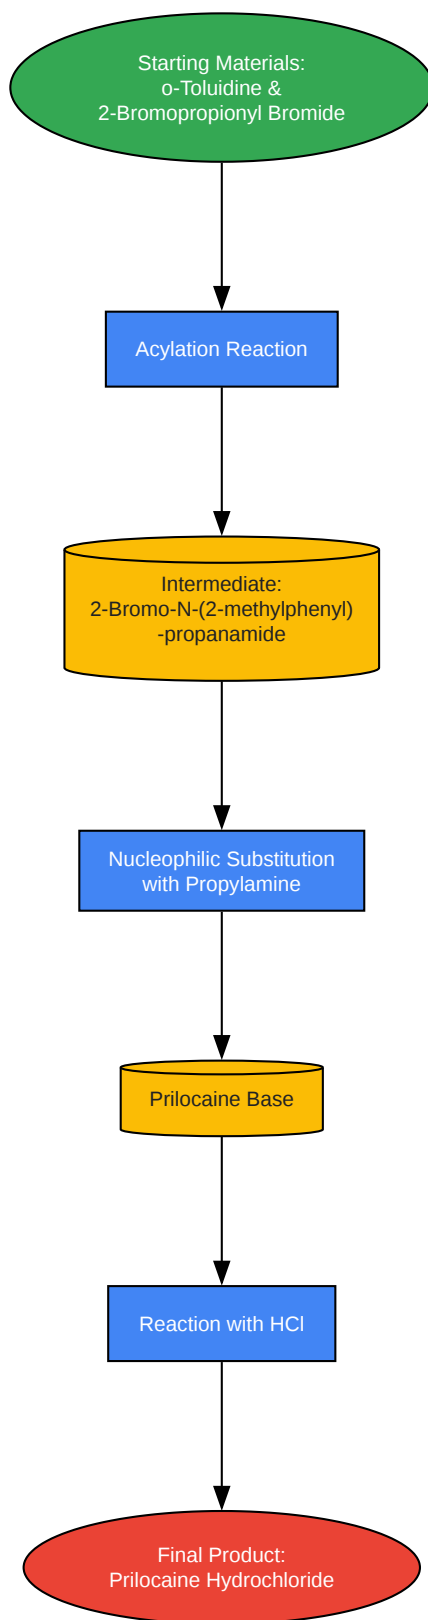 Starting Materials:
o-Toluidine &
2-Bromopropionyl Bromide
Acylation Reaction
Intermediate:
2-Bromo-N-(2-methylphenyl)
-propanamide
Nucleophilic Substitution
with Propylamine
Prilocaine Base
Reaction with HCl
Final Product:
Prilocaine Hydrochloride